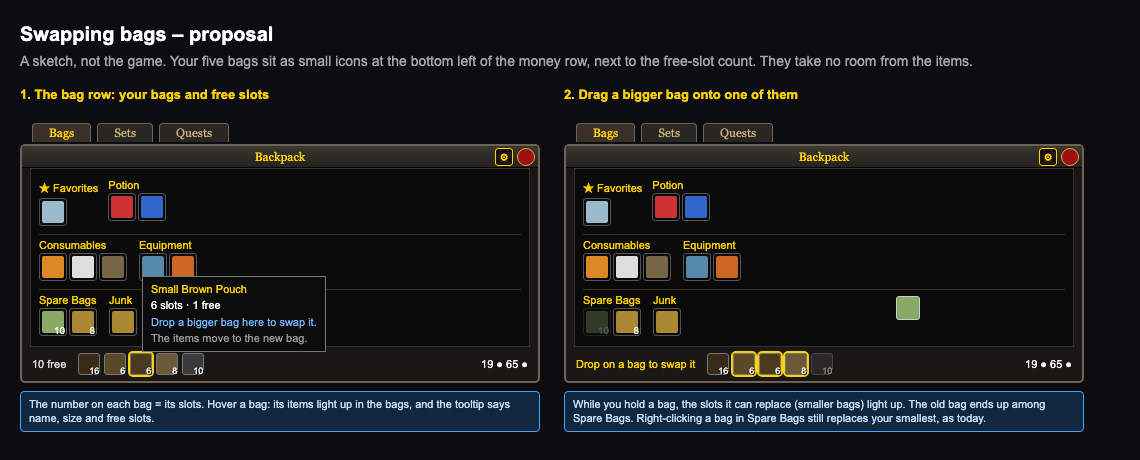 Swapping bags – proposal
A sketch, not the game. Your five bags sit as small icons at the bottom left of the money row, next to the free-slot count. They take no room from the items.
1. The bag row: your bags and free slots
Bags Sets Quests
Backpack
★ Favorites Potion
Consumables Equipment
Spare Bags Junk
10 8
Small Brown Pouch
6 slots · 1 free
Drop a bigger bag here to swap it.
The items move to the new bag.
10 free 16 6 6 8 10 19 ● 65 ●
The number on each bag = its slots. Hover a bag: its items light up in the bags, and the tooltip says
name, size and free slots.
2. Drag a bigger bag onto one of them
Bags Sets Quests
Backpack
★ Favorites Potion
Consumables Equipment
Spare Bags Junk
10 8
Drop on a bag to swap it 16 6 6 8 10 19 ● 65 ●
While you hold a bag, the slots it can replace (smaller bags) light up. The old bag ends up among
Spare Bags. Right-clicking a bag in Spare Bags still replaces your smallest, as today.